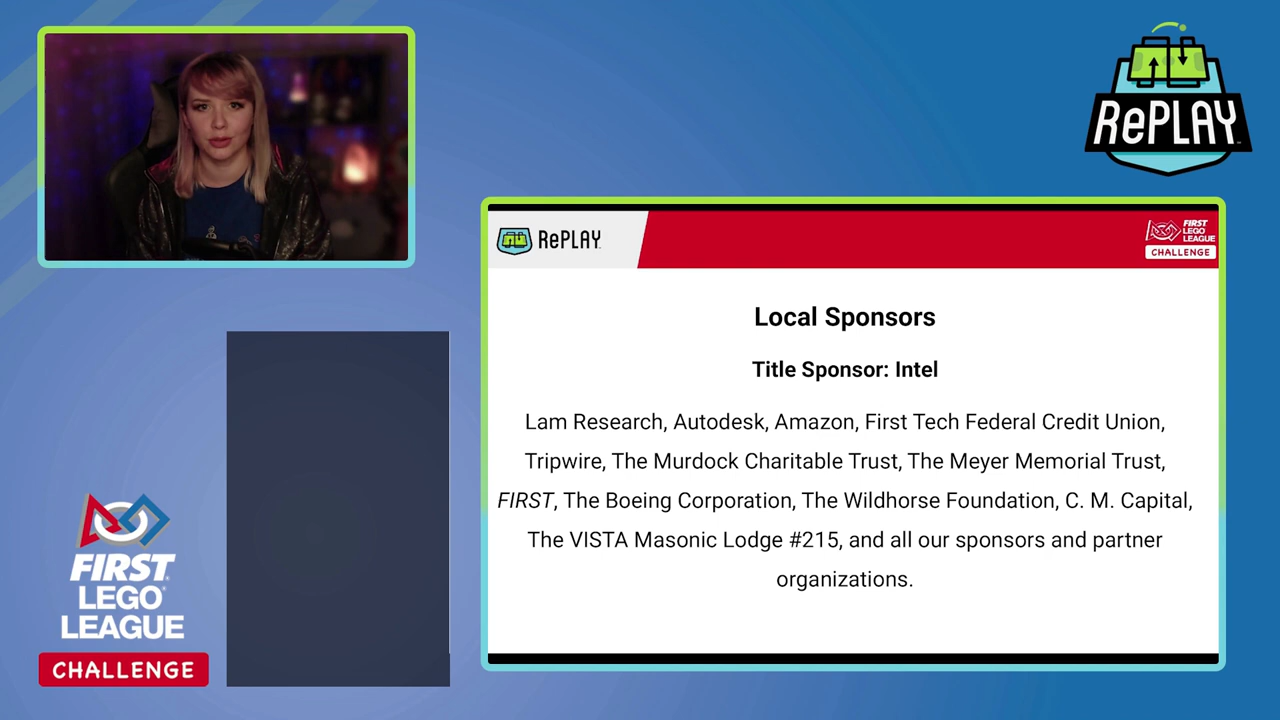 RePLAY
RePLAY
FIRST
LEGO
LEAGUE
CHALLENGE
Local Sponsors
Title Sponsor: Intel
Lam Research, Autodesk, Amazon, First Tech Federal Credit Union,
Tripwire, The Murdock Charitable Trust, The Meyer Memorial Trust,
FIRST, The Boeing Corporation, The Wildhorse Foundation, C. M. Capital,
The VISTA Masonic Lodge #215, and all our sponsors and partner
organizations.
FIRST
LEGO
LEAGUE
CHALLENGE